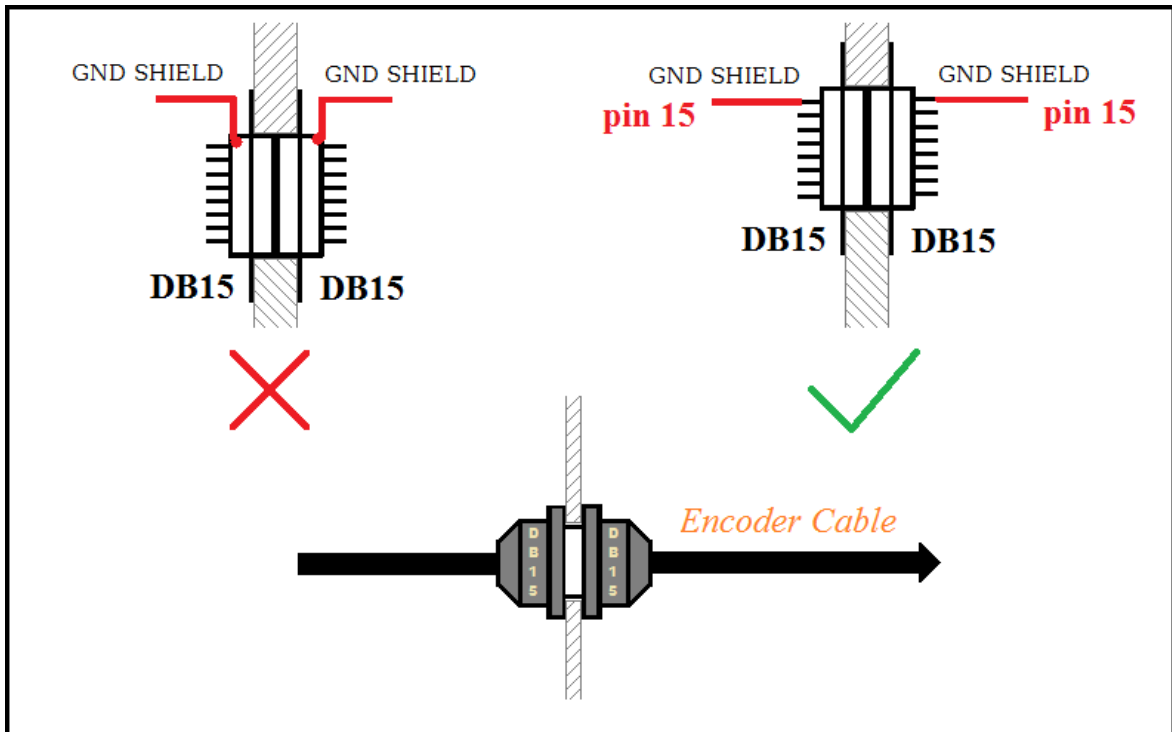 GND SHIELD
GND SHIELD
DB15
DB15
GND SHIELD
GND SHIELD
pin 15
pin 15
DB15
DB15
Encoder Cable
DB15
DB15